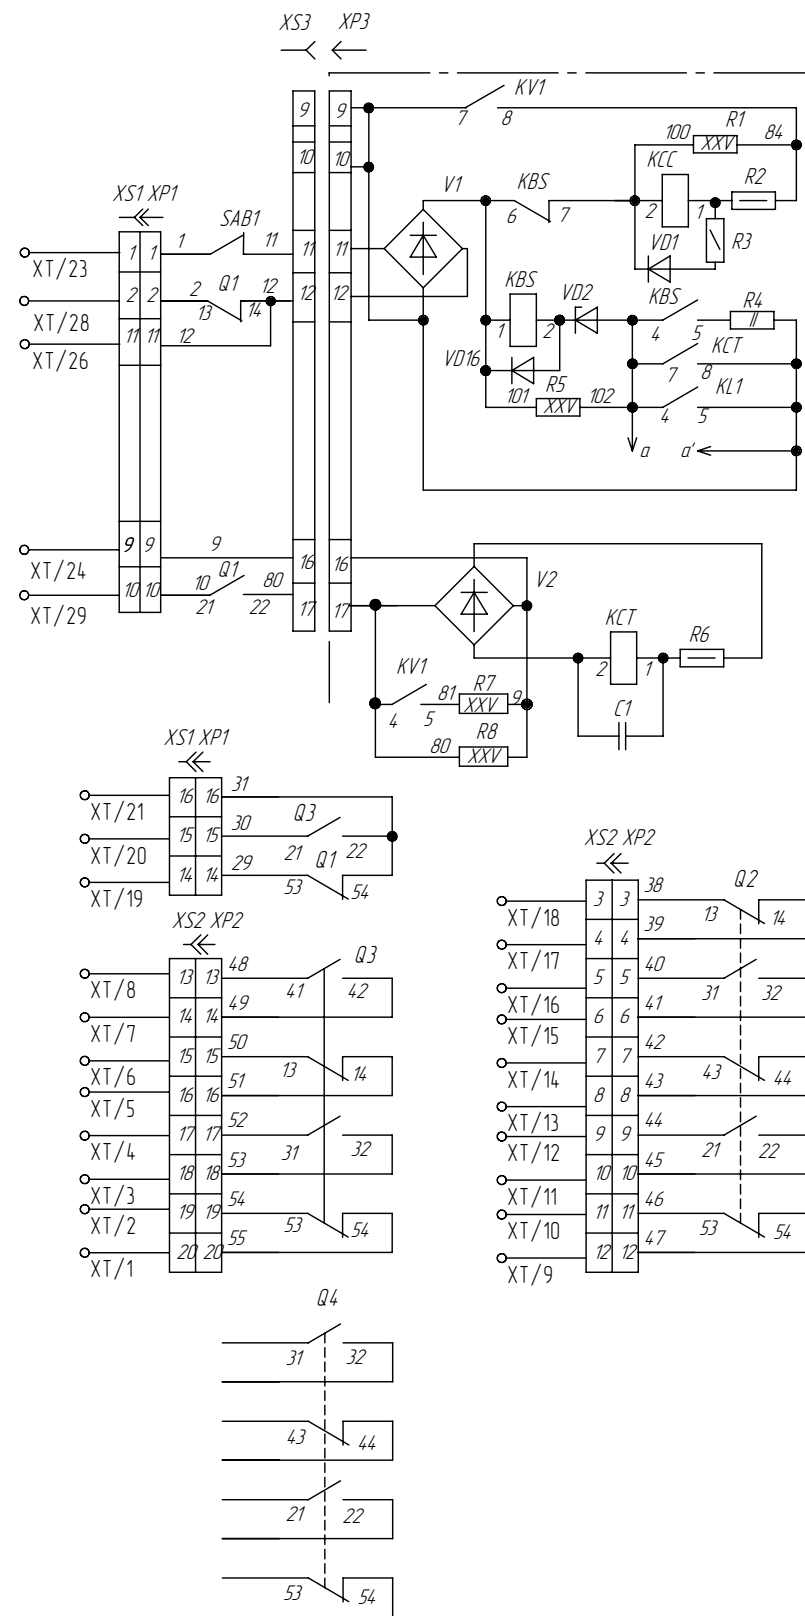 XS3 XP3
9 9 KV1
7 8
R1
100 XXV 84
10 10 KCC
XS1 XP1 V1 KBS R2
SAB1 6 7 2 1
1 1 1 11 11 11 R3
XT/23 VD1
2 2 2 Q1 12 12 12 KBS VD2 KBS
XT/28 13 14 R4
11 11 12 1 2 4 5
XT/26 KCT
VD16 7 8
R5 KL1
101 XXV 102 4 5
a a'
9 9 9 16 16
XT/24 V2
10 10 10 Q1 80 17 17 KCT
XT/29 21 22 R6
2 1
KV1 81 R7 9
4 5 XXV C1
80 R8
XXV
XS1 XP1
16 16 31
XT/21 Q3
15 15 30
XT/20 21 22
14 14 29 Q1
XT/19 53 54
XS2 XP2
13 13 48 Q3
XT/8 41 42
14 14 49
XT/7
15 15 50
XT/6 13 14
16 16 51
XT/5
17 17 52
XT/4 31 32
18 18 53
XT/3
19 19 54
XT/2 53 54
20 20 55
XT/1
XS2 XP2
3 3 38 Q2
XT/18 13 14
4 4 39
XT/17
5 5 40
XT/16 31 32
6 6 41
XT/15
7 7 42
XT/14 43 44
8 8 43
XT/13
9 9 44
XT/12 21 22
10 10 45
XT/11
11 11 46
XT/10 53 54
12 12 47
XT/9
Q4
31 32
43 44
21 22
53 54